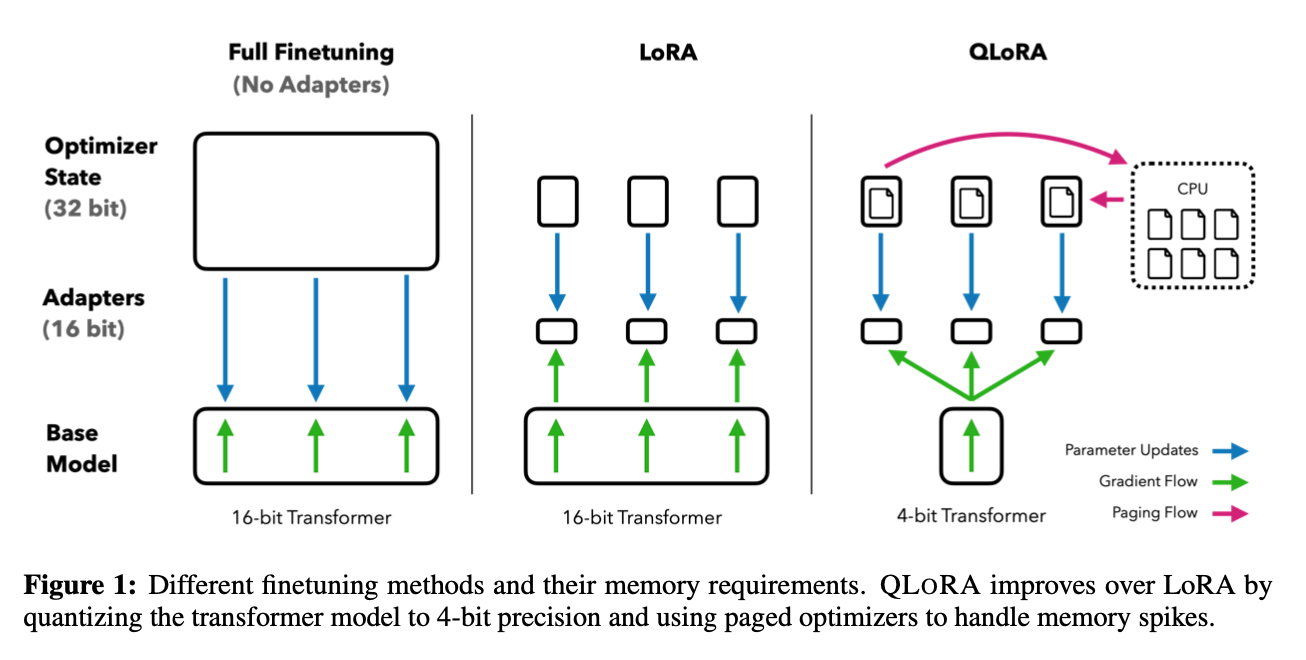 Full Finetuning
(No Adapters)
LoRA
QLoRA
Optimizer
State
(32 bit)
CPU
Adapters
(16 bit)
Base
Model
Parameter Updates
Gradient Flow
Paging Flow
16-bit Transformer
16-bit Transformer
4-bit Transformer
Figure 1: Different finetuning methods and their memory requirements. QLORA improves over LoRA by
quantizing the transformer model to 4-bit precision and using paged optimizers to handle memory spikes.